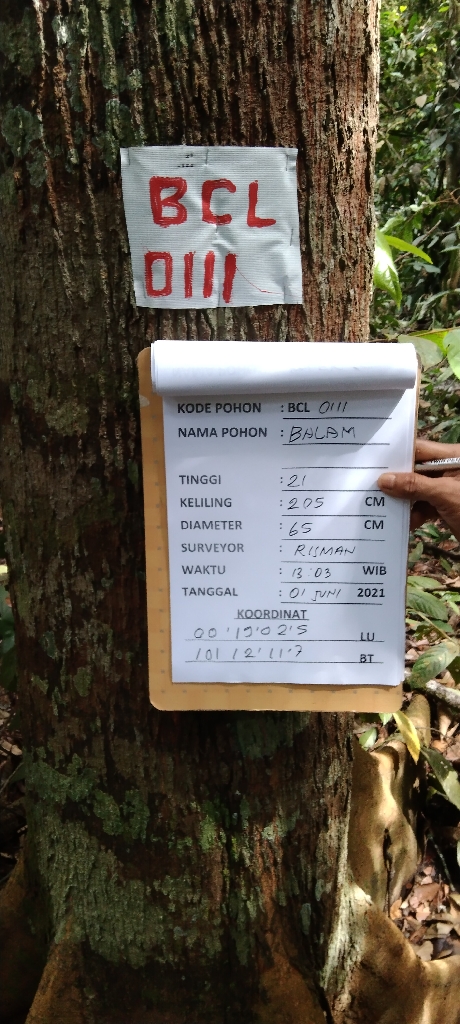 BCL
0111
KODE POHON : BCL 0111
NAMA POHON : BALAM
TINGGI : 21
KELILING : 205 CM
DIAMETER : 65 CM
SURVEYOR : RISMAN
WAKTU : 13:03 WIB
TANGGAL : 01 JUNI 2021
KOORDINAT
00'19'02'5 LU
101'12'11'7 BT